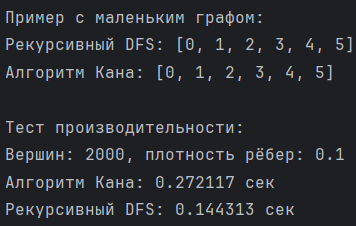 Пример с маленьким графом:
Рекурсивный DFS: [0, 1, 2, 3, 4, 5]
Алгоритм Кана: [0, 1, 2, 3, 4, 5]
Тест производительности:
Вершин: 2000, плотность рёбер: 0.1
Алгоритм Кана: 0.272117 сек
Рекурсивный DFS: 0.144313 сек